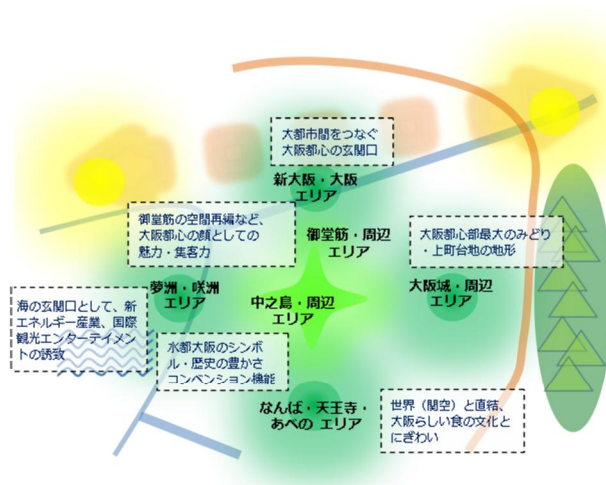 大都市間をつなぐ
大阪都心の玄関口
新大阪・大阪
エリア
御堂筋の空間再編など、
大阪都心の顔としての
魅力・集客力
御堂筋・周辺
エリア
大阪都心部最大のみどり
・上町台地の地形
夢洲・咲洲
エリア
中之島・周辺
エリア
大阪城・周辺
エリア
海の玄関口として、新
エネルギー産業、国際
観光エンターテイメン
トの誘致
水都大阪のシンボ
ル・歴史の豊かさ
コンベンション機能
なんば・天王寺・
あべの エリア
世界（関空）と直結、
大阪らしい食の文化と
にぎわい